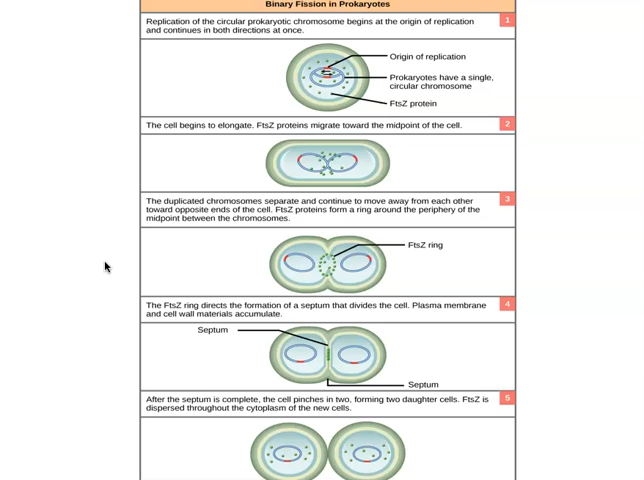 Binary Fission in Prokaryotes
Replication of the circular prokaryotic chromosome begins at the origin of replication
and continues in both directions at once.
1
Origin of replication
Prokaryotes have a single,
circular chromosome
FtsZ protein
The cell begins to elongate. FtsZ proteins migrate toward the midpoint of the cell.
2
The duplicated chromosomes separate and continue to move away from each other
toward opposite ends of the cell. FtsZ proteins form a ring around the periphery of the
midpoint between the chromosomes.
3
FtsZ ring
The FtsZ ring directs the formation of a septum that divides the cell. Plasma membrane
and cell wall materials accumulate.
4
Septum
Septum
After the septum is complete, the cell pinches in two, forming two daughter cells. FtsZ is
dispersed throughout the cytoplasm of the new cells.
5